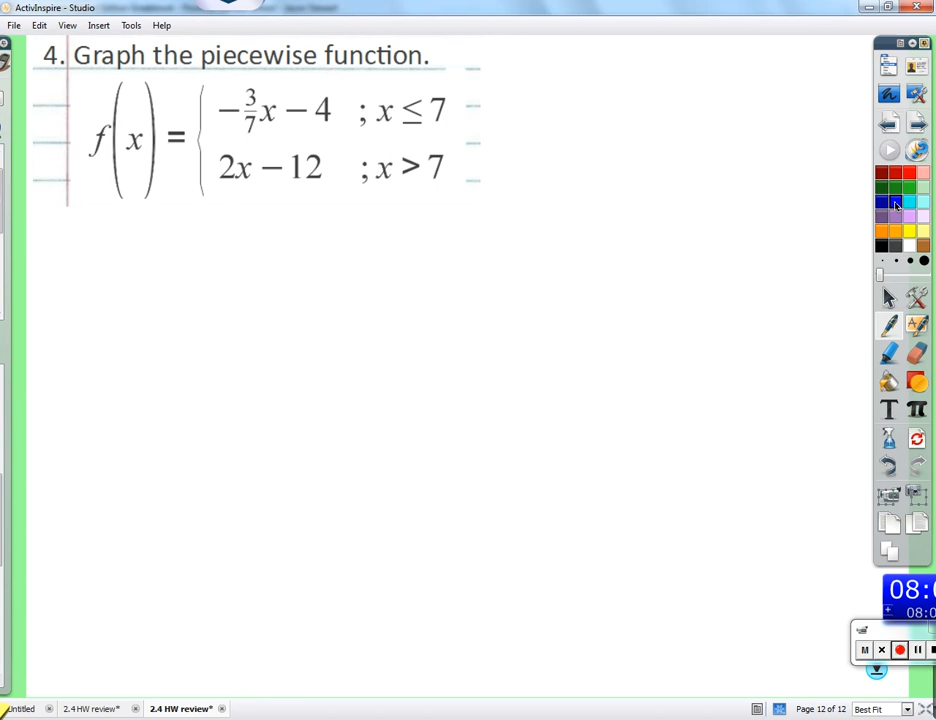 ActivInspire - Studio
File Edit View Insert Tools Help
4. Graph the piecewise function.
f(x) = { -3/7x - 4 ; x ≤ 7
2x - 12 ; x > 7
T π
08:
08:0
M
Untitled 2.4 HW review* 2.4 HW review* Page 12 of 12 Best Fit